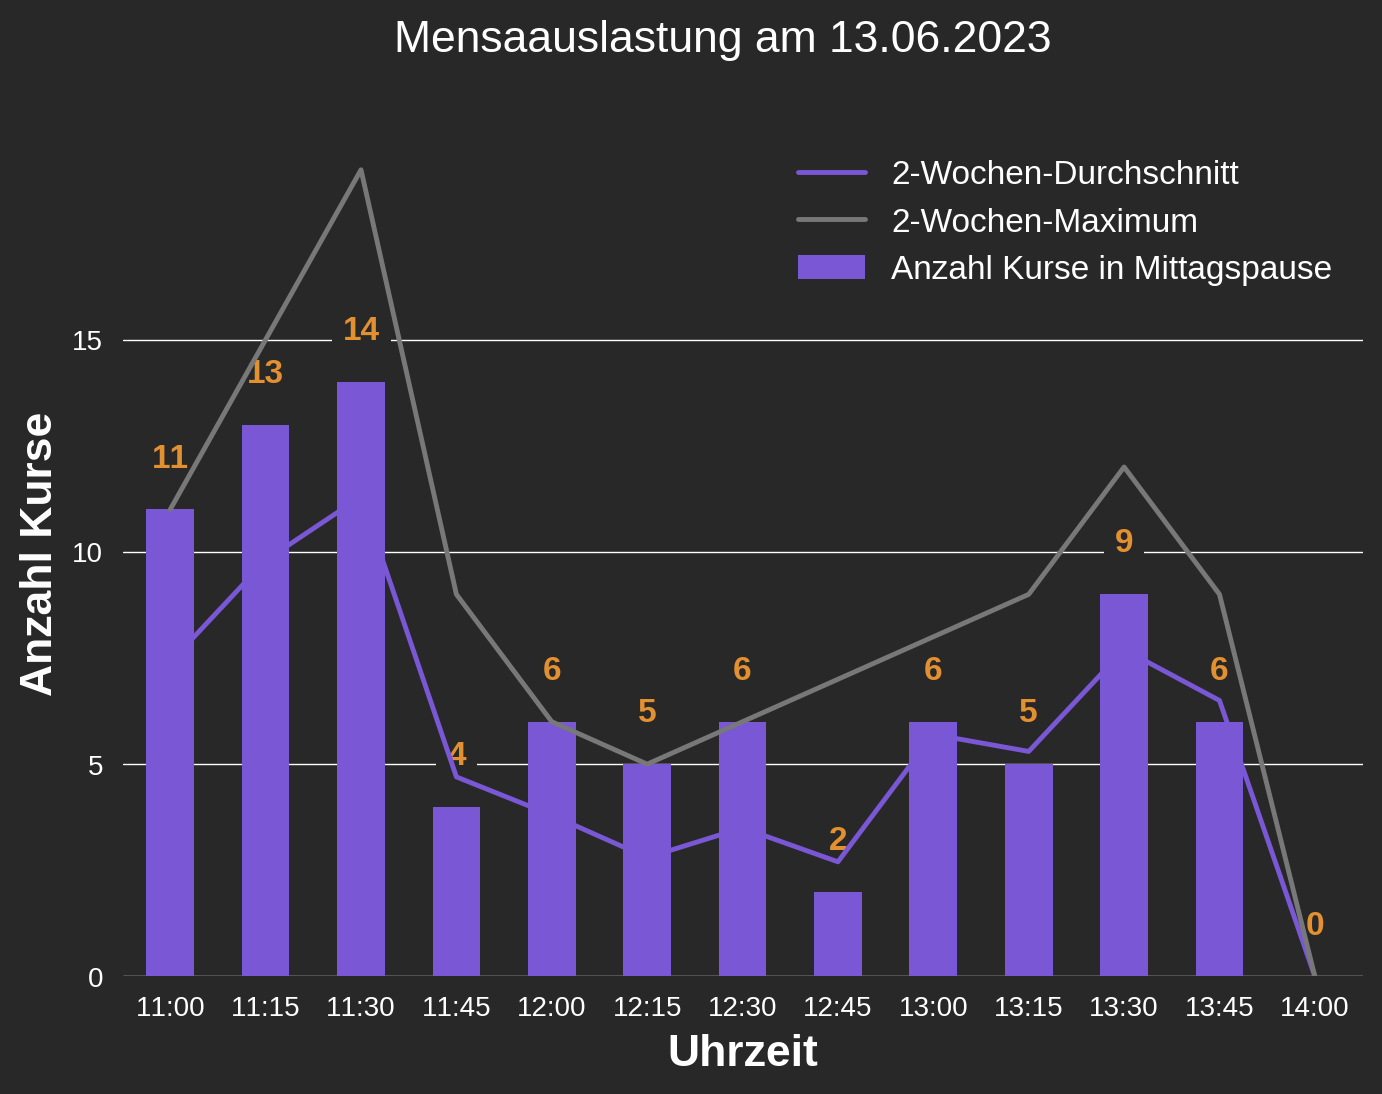 Mensaauslastung am 13.06.2023
2-Wochen-Durchschnitt
2-Wochen-Maximum
Anzahl Kurse in Mittagspause
Anzahl Kurse
15
10
5
0
11
13
14
4
6
5
6
2
6
5
9
6
0
11:00 11:15 11:30 11:45 12:00 12:15 12:30 12:45 13:00 13:15 13:30 13:45 14:00
Uhrzeit